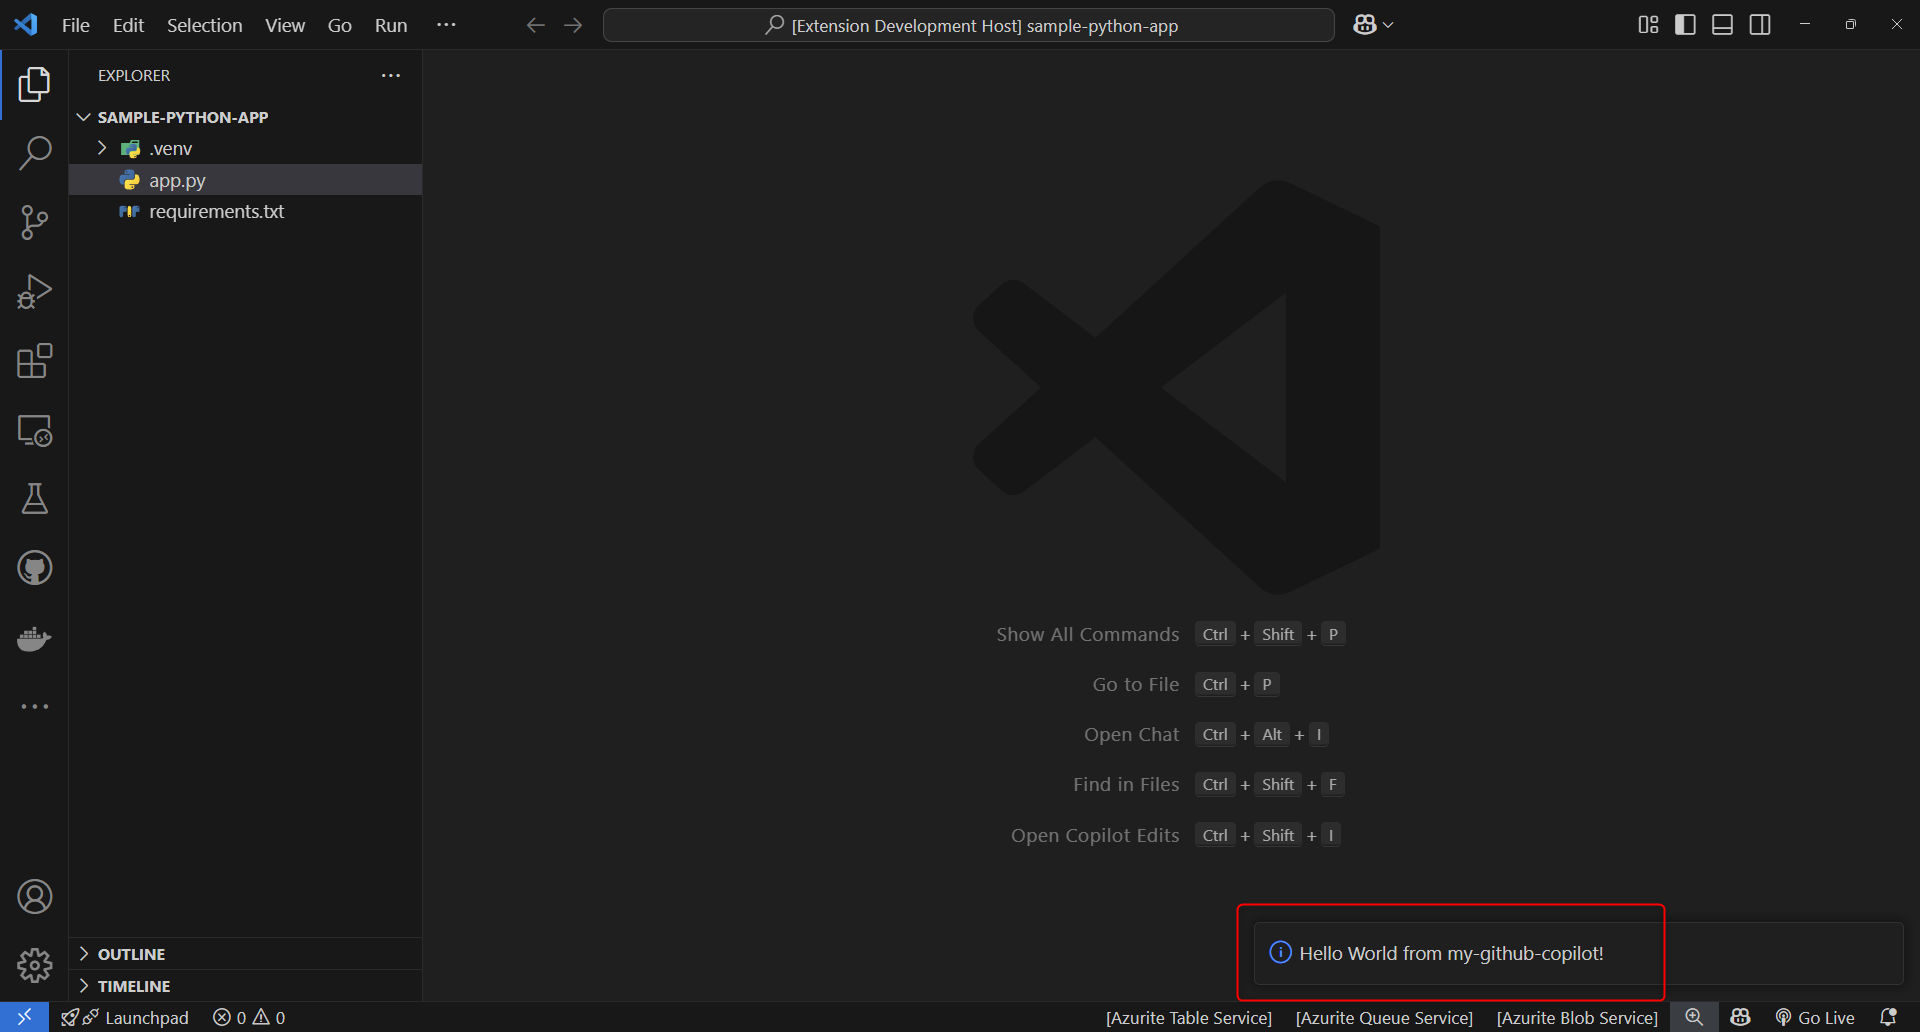 File Edit Selection View Go Run
[Extension Development Host] sample-python-app
EXPLORER
SAMPLE-PYTHON-APP
.venv
app.py
requirements.txt
Show All Commands Ctrl + Shift + P
Go to File Ctrl + P
Open Chat Ctrl + Alt + I
Find in Files Ctrl + Shift + F
Open Copilot Edits Ctrl + Shift + I
Hello World from my-github-copilot!
OUTLINE
TIMELINE
Launchpad 0 0 [Azurite Table Service] [Azurite Queue Service] [Azurite Blob Service] Go Live